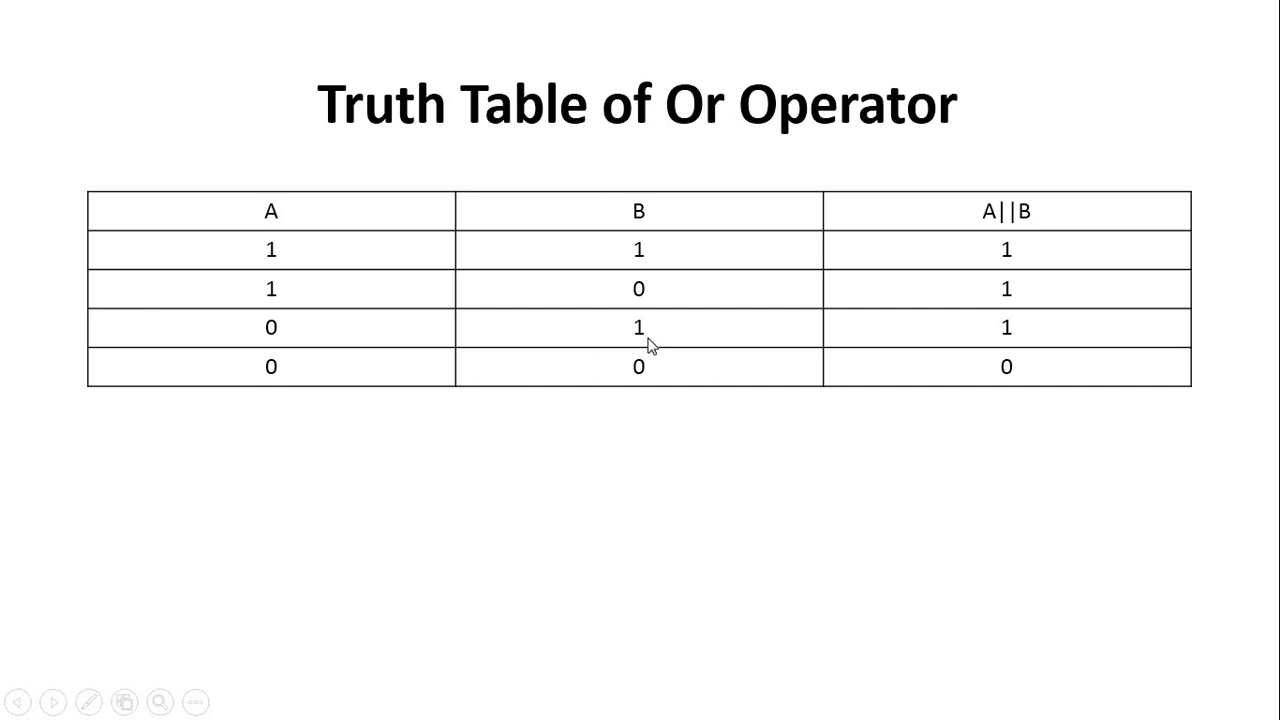 Truth Table of Or Operator
A B A||B
1 1 1
1 0 1
0 1 1
0 0 0